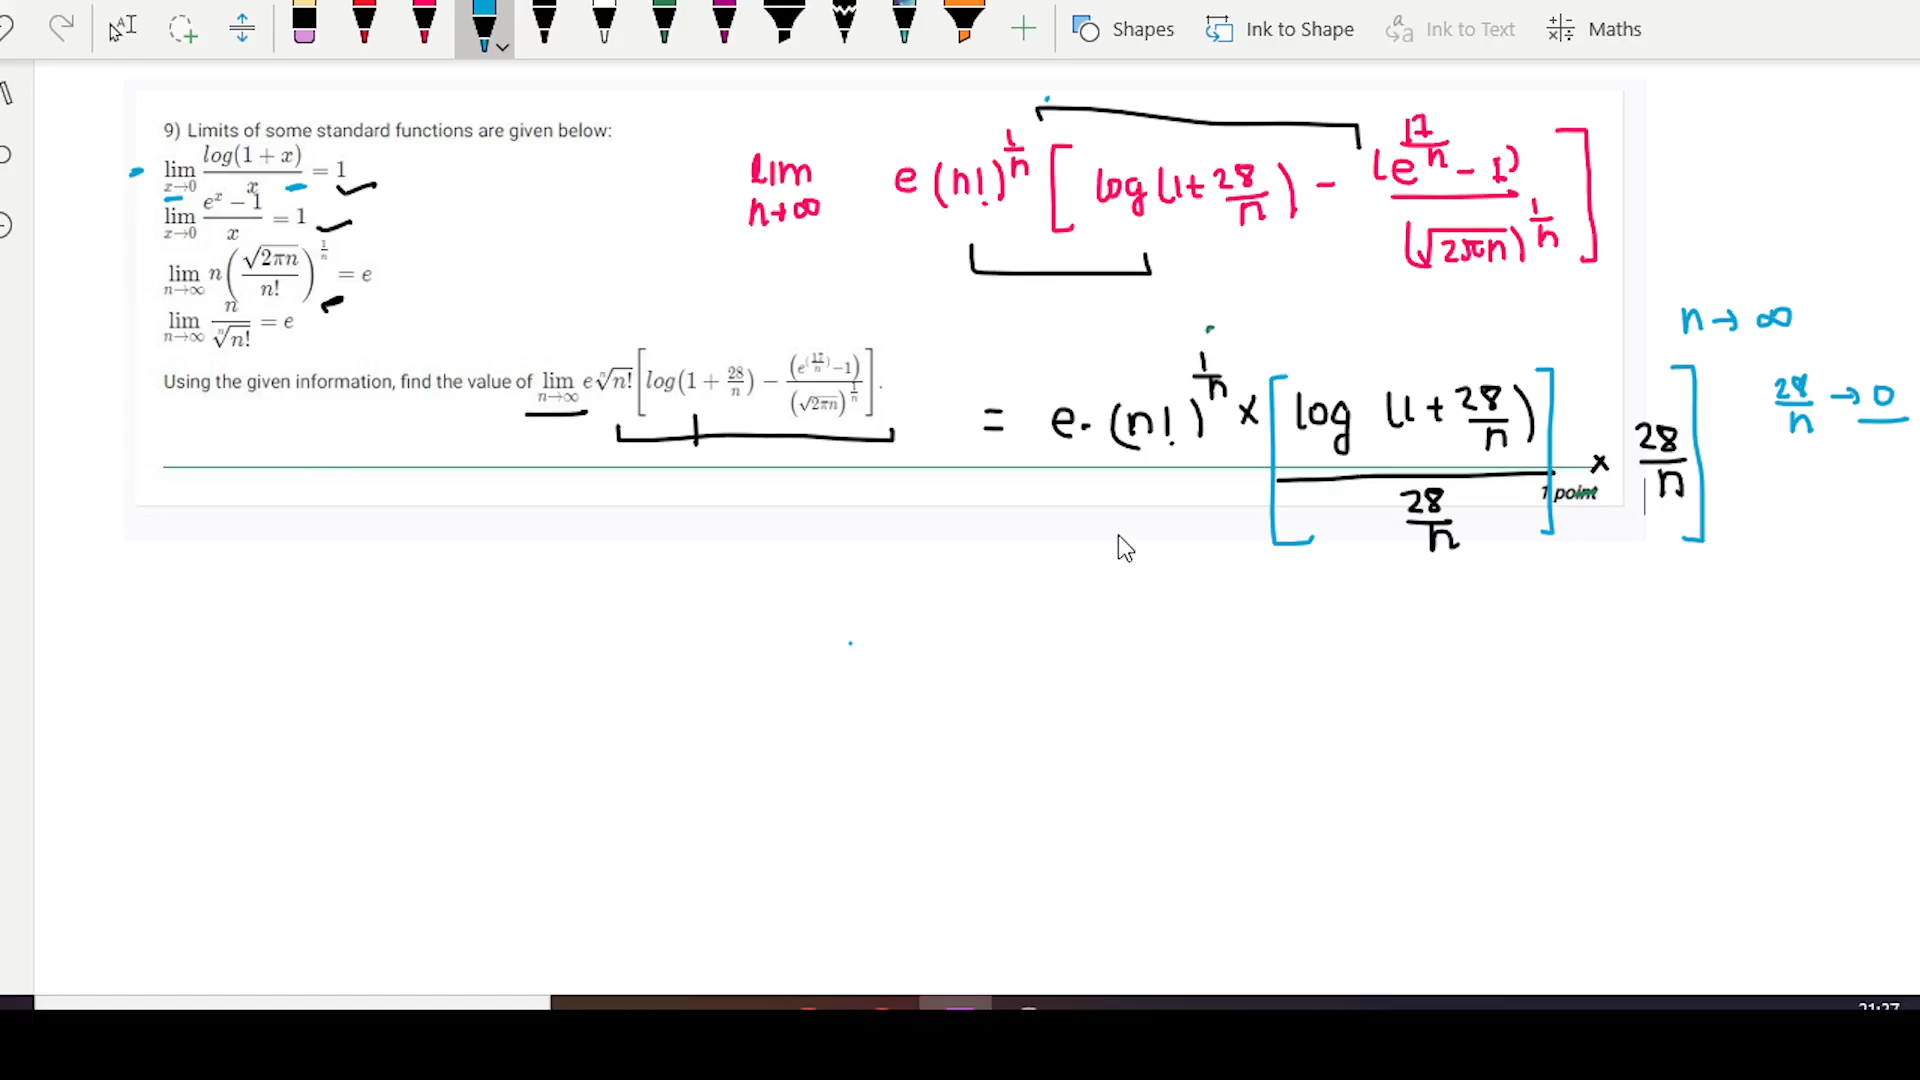 Shapes Ink to Shape Ink to Text Maths
9) Limits of some standard functions are given below:
lim x→0 log(1 + x)/x = 1
lim x→0 (e^x − 1)/x = 1
lim n→∞ n(√2πn/n!)^(1/n) = e
lim n→∞ n/ⁿ√n! = e
Using the given information, find the value of lim n→∞ e ⁿ√n! [log(1 + 28/n) − (e^(17/n) −1)/(√2πn)^(1/n)].
1 point
lim n→∞ e (n!)^(1/n) [log (1+ 28/n) − (e^(17/n) − 1)/(√2πn)^(1/n)]
n→∞
28/n → 0
= e. (n!)^(1/n) × [log (1 + 28/n)/(28/n)] × 28/n]
21:37